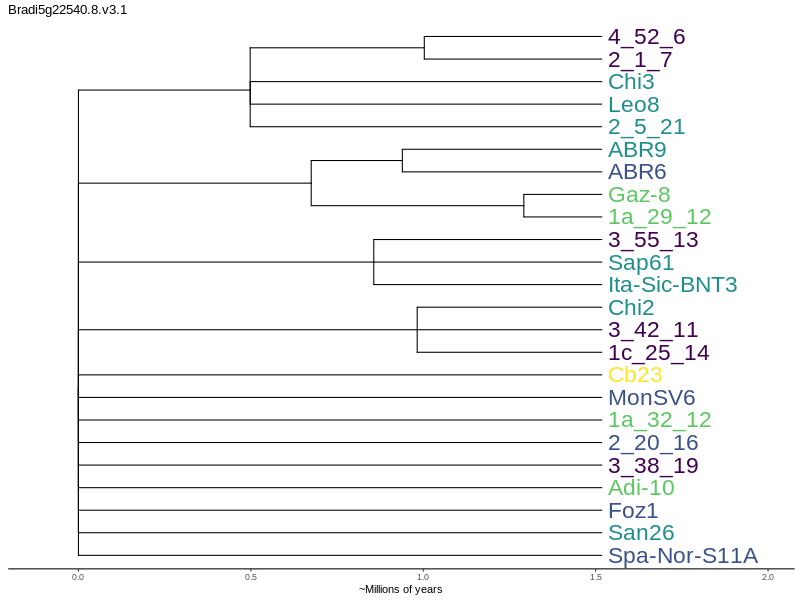 Bradi5g22540.8.v3.1
4_52_6
2_1_7
Chi3
Leo8
2_5_21
ABR9
ABR6
Gaz-8
1a_29_12
3_55_13
Sap61
Ita-Sic-BNT3
Chi2
3_42_11
1c_25_14
Cb23
MonSV6
1a_32_12
2_20_16
3_38_19
Adi-10
Foz1
San26
Spa-Nor-S11A
0.0 0.5 1.0 1.5 2.0
~Millions of years